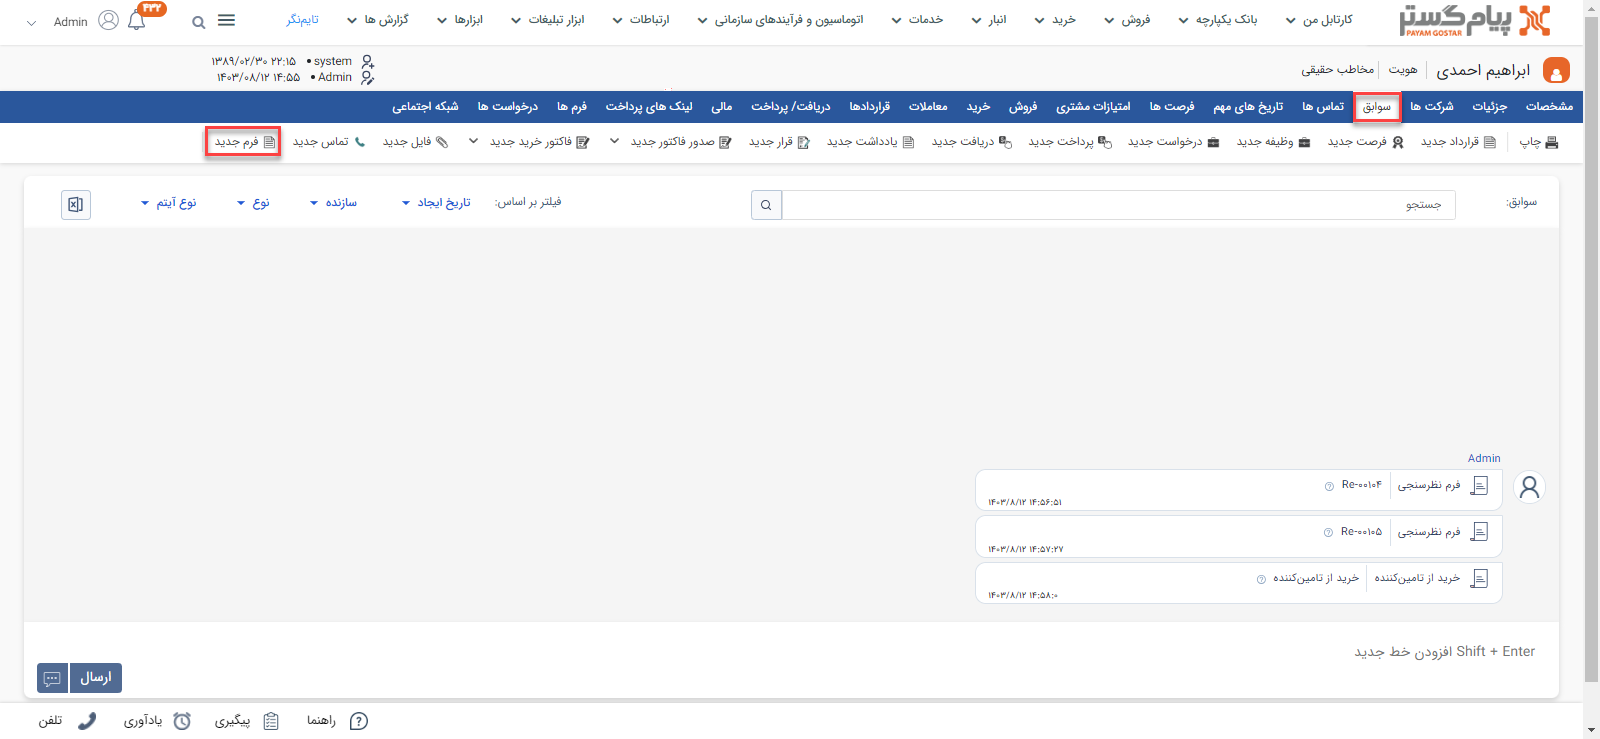 پیام گستر
PAYAM GOSTAR
کارتابل من
بانک یکپارچه
فروش
خرید
انبار
خدمات
اتوماسیون و فرآیندهای سازمانی
ارتباطات
ابزار تبلیغات
ابزارها
گزارش ها
تایم‌نگر
۴۳۲
Admin
ابراهیم احمدی
هویت
مخاطب حقیقی
system • ۱۳۸۹/۰۲/۳۰ ۲۲:۱۵
Admin • ۱۴۰۳/۰۸/۱۲ ۱۴:۵۵
مشخصات
جزئیات
شرکت ها
سوابق
تماس ها
تاریخ های مهم
فرصت ها
امتیازات مشتری
فروش
خرید
معاملات
قراردادها
دریافت/ پرداخت
مالی
لینک های پرداخت
فرم ها
درخواست ها
شبکه اجتماعی
چاپ
قرارداد جدید
فرصت جدید
وظیفه جدید
درخواست جدید
پرداخت جدید
دریافت جدید
یادداشت جدید
قرار جدید
صدور فاکتور جدید
فاکتور خرید جدید
فایل جدید
تماس جدید
فرم جدید
سوابق:
جستجو
فیلتر بر اساس:
تاریخ ایجاد
سازنده
نوع
نوع آیتم
Admin
فرم نظرسنجی
Re-۰۰۱۰۴
۱۴۰۳/۸/۱۲ ۱۴:۵۶:۵۱
فرم نظرسنجی
Re-۰۰۱۰۵
۱۴۰۳/۸/۱۲ ۱۴:۵۷:۲۷
خرید از تامین‌کننده
خرید از تامین‌کننده
۱۴۰۳/۸/۱۲ ۱۴:۵۸:۰
Shift + Enter افزودن خط جدید
ارسال
راهنما
پیگیری
یادآوری
تلفن